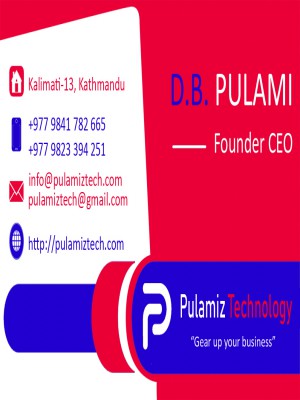 D.B. PULAMI
Founder CEO
Kalimati-13, Kathmandu
+977 9841 782 665
+977 9823 394 251
info@pulamiztech.com
pulamiztech@gmail.com
http://pulamiztech.com
Pulamiz Technology
“Gear up your business”